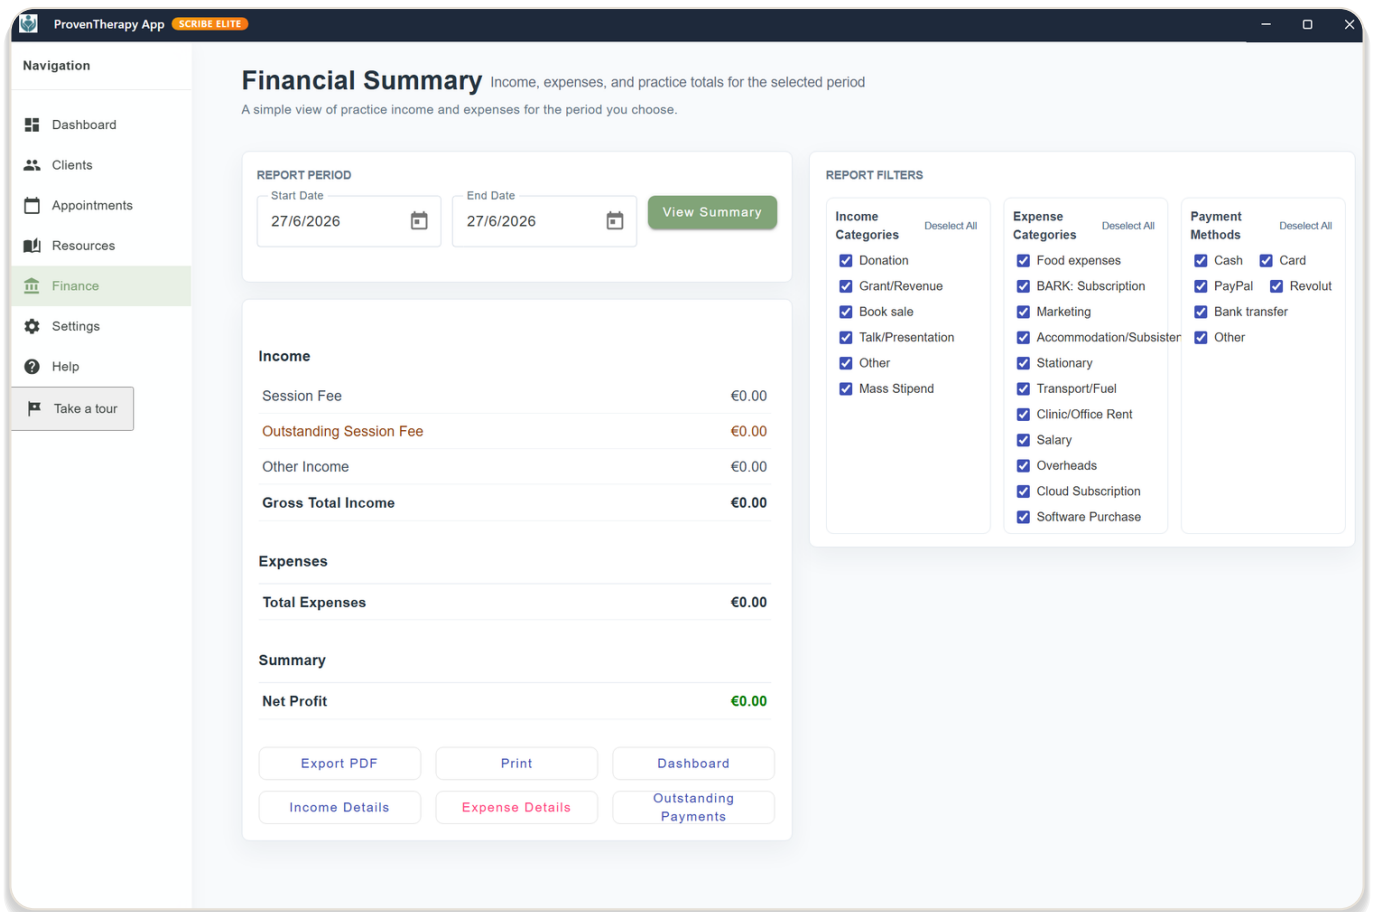 ProvenTherapy App SCRIBE ELITE
Navigation
Dashboard
Clients
Appointments
Resources
Finance
Settings
Help
Take a tour
Financial Summary Income, expenses, and practice totals for the selected period
A simple view of practice income and expenses for the period you choose.
REPORT PERIOD
Start Date
27/6/2026
End Date
27/6/2026
View Summary
Income
Session Fee €0.00
Outstanding Session Fee €0.00
Other Income €0.00
Gross Total Income €0.00
Expenses
Total Expenses €0.00
Summary
Net Profit €0.00
Export PDF
Print
Dashboard
Income Details
Expense Details
Outstanding
Payments
REPORT FILTERS
Income
Categories
Deselect All
Donation
Grant/Revenue
Book sale
Talk/Presentation
Other
Mass Stipend
Expense
Categories
Deselect All
Food expenses
BARK: Subscription
Marketing
Accommodation/Subsisten
Stationary
Transport/Fuel
Clinic/Office Rent
Salary
Overheads
Cloud Subscription
Software Purchase
Payment
Methods
Deselect All
Cash Card
PayPal Revolut
Bank transfer
Other